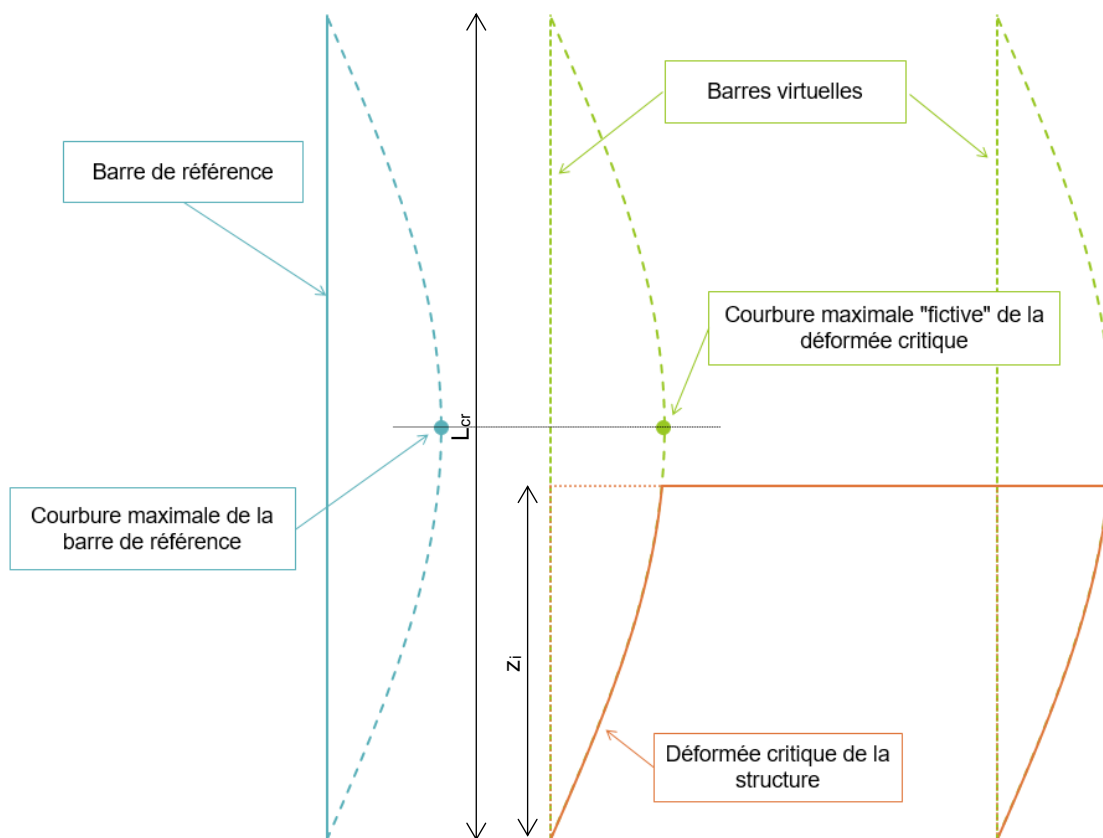 Barres virtuelles
Barre de référence
Courbure maximale "fictive" de la
déformée critique
Lcr
Courbure maximale de la
barre de référence
zi
Déformée critique de la
structure